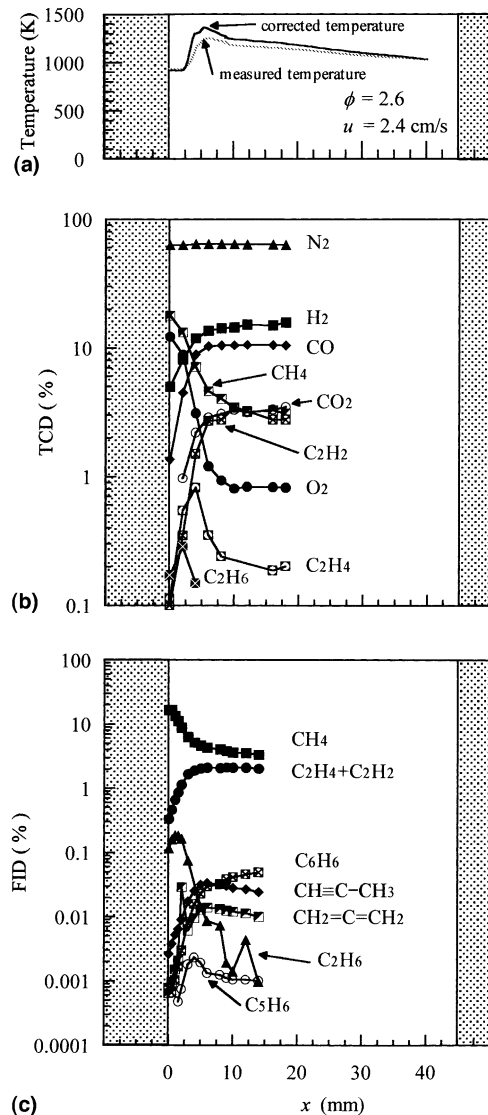 1500
1000
500
0
Temperature (K)
corrected temperature
measured temperature
ϕ = 2.6
u = 2.4 cm/s
(a)
100
10
1
0.1
TCD ( % )
N2
H2
CO
CH4
CO2
C2H2
O2
C2H6
C2H4
(b)
100
10
1
0.1
0.01
0.001
0.0001
FID ( % )
CH4
C2H4+C2H2
C6H6
CH≡C−CH3
CH2=C=CH2
C2H6
C5H6
-10
0
10
20
30
40
50
x (mm)
(c)